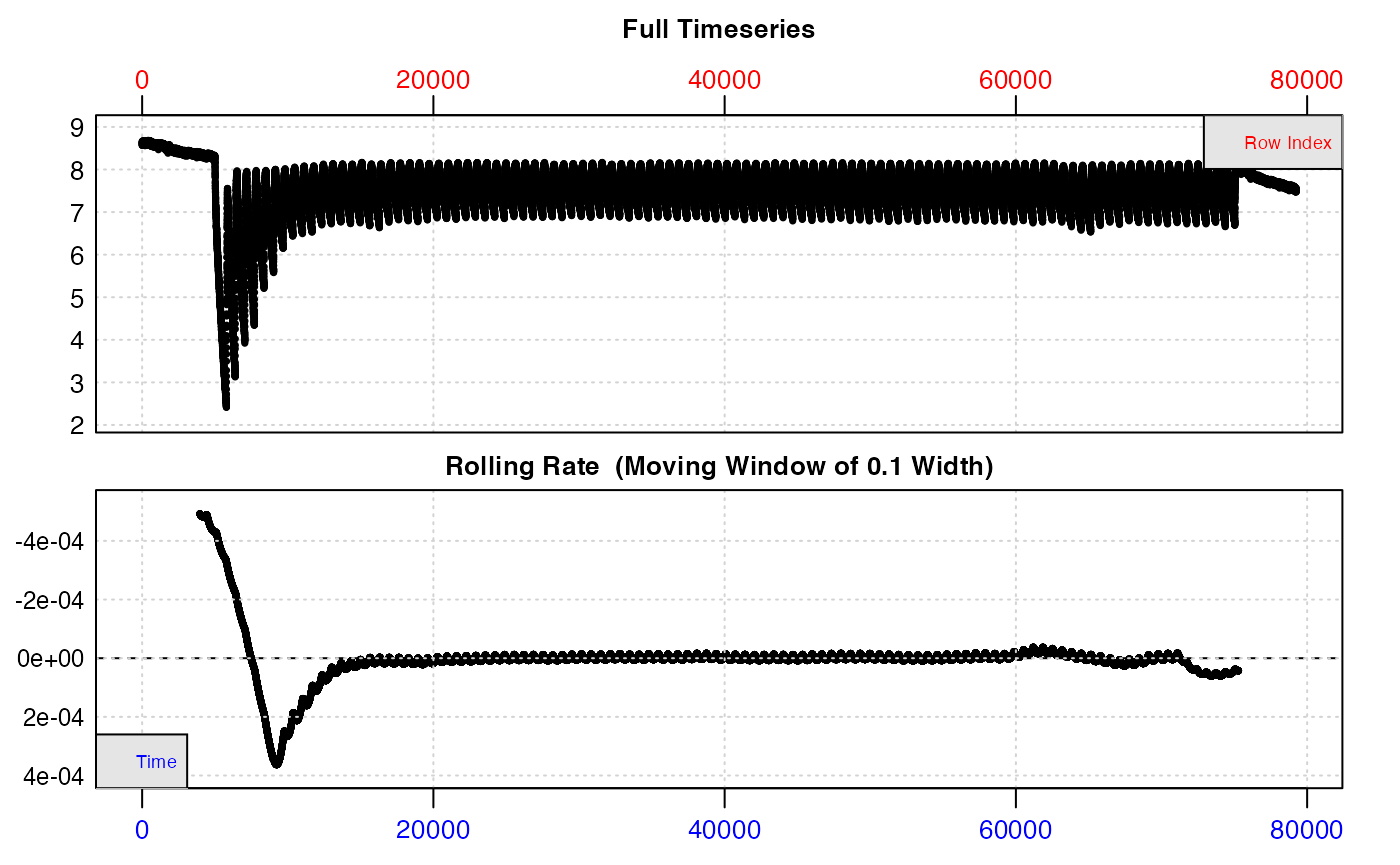 Full Timeseries
0 20000 40000 60000 80000
Row Index
9
8
7
6
5
4
3
2
Rolling Rate (Moving Window of 0.1 Width)
-4e-04
-2e-04
0e+00
2e-04
4e-04
Time
0 20000 40000 60000 80000